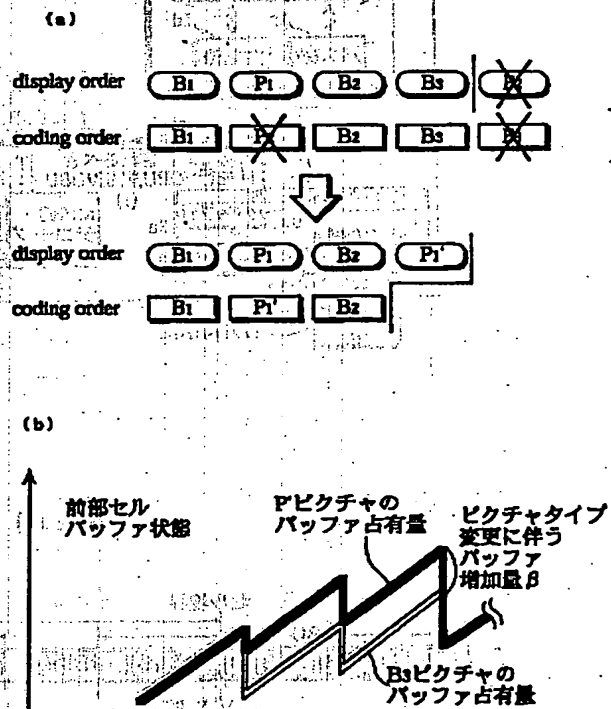 (a)
display order B1 P1 B2 B3
coding order B1 B2 B3
display order B1 P1 B2 P1'
coding order B1 P1' B2
(b)
前部セル
バッファ状態
P'ピクチャの
バッファ占有量
ピクチャタイプ
変更に伴う
バッファ
増加量β
B3ピクチャの
バッファ占有量